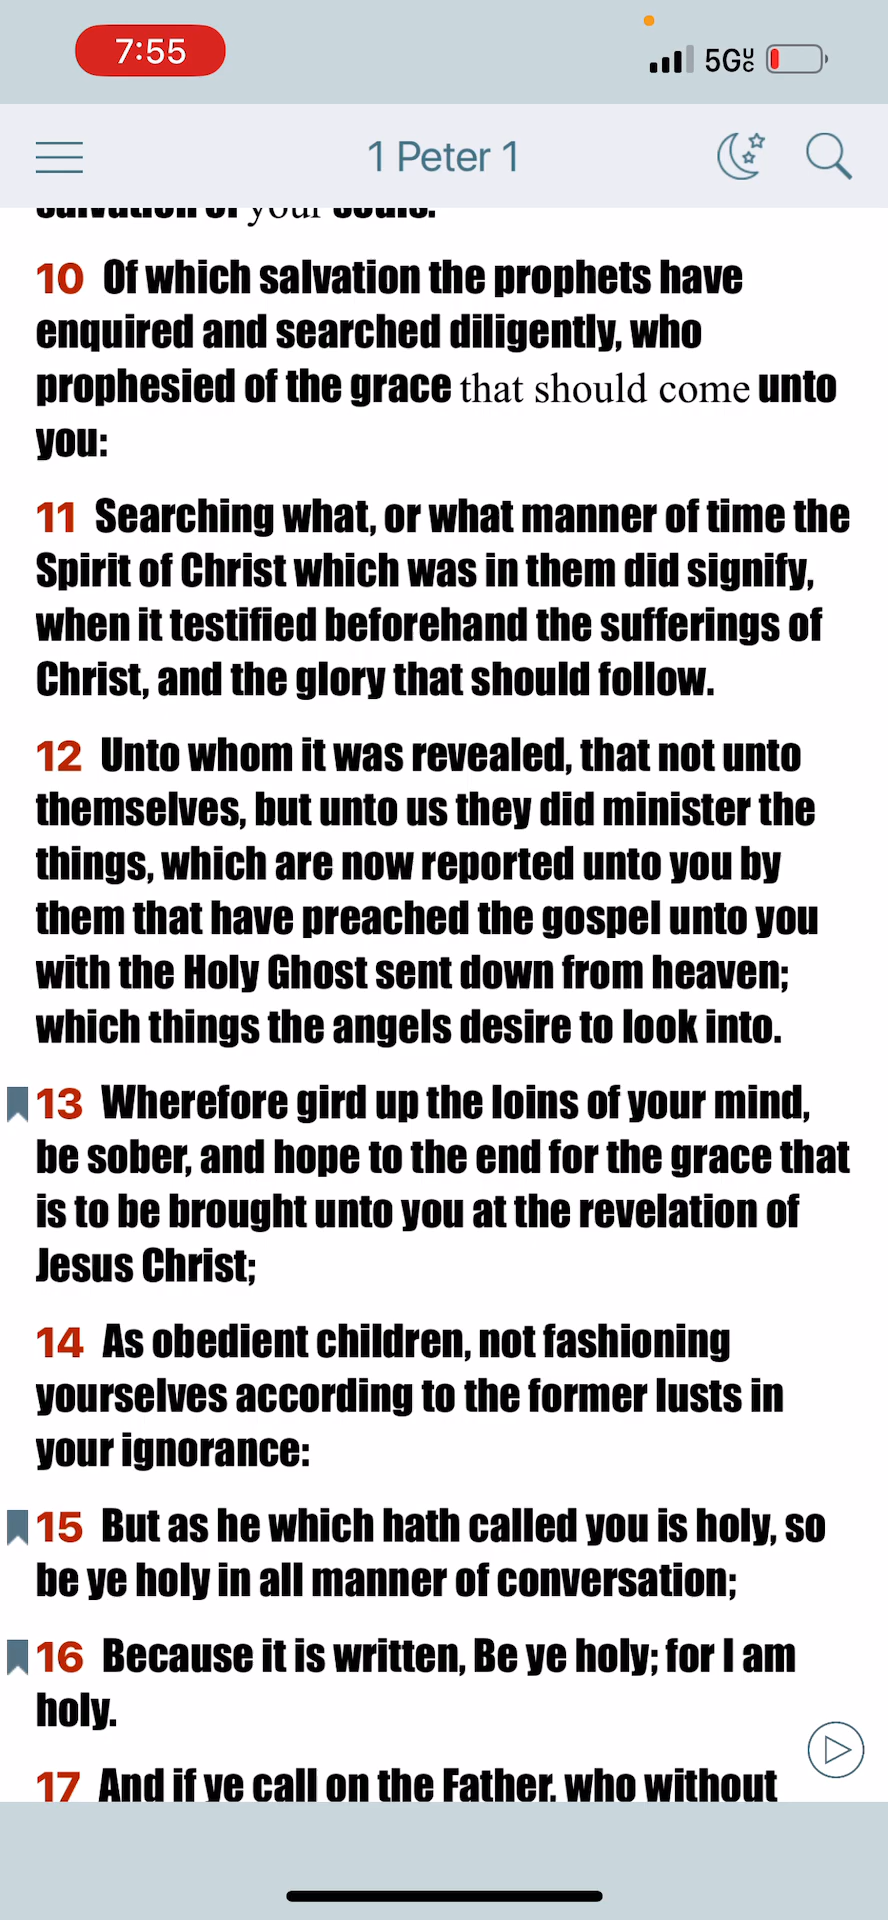 7:55
5G UC
1 Peter 1
salvation of your souls.
10 Of which salvation the prophets have
enquired and searched diligently, who
prophesied of the grace that should come unto
you:
11 Searching what, or what manner of time the
Spirit of Christ which was in them did signify,
when it testified beforehand the sufferings of
Christ, and the glory that should follow.
12 Unto whom it was revealed, that not unto
themselves, but unto us they did minister the
things, which are now reported unto you by
them that have preached the gospel unto you
with the Holy Ghost sent down from heaven;
which things the angels desire to look into.
13 Wherefore gird up the loins of your mind,
be sober, and hope to the end for the grace that
is to be brought unto you at the revelation of
Jesus Christ;
14 As obedient children, not fashioning
yourselves according to the former lusts in
your ignorance:
15 But as he which hath called you is holy, so
be ye holy in all manner of conversation;
16 Because it is written, Be ye holy; for I am
holy.
17 And if ye call on the Father, who without